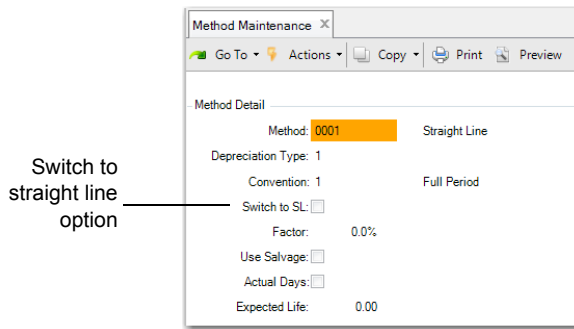 Method Maintenance X
Go To Actions Copy Print Preview
Method Detail
Method: 0001 Straight Line
Depreciation Type: 1
Convention: 1 Full Period
Switch to SL:
Factor: 0.0%
Use Salvage:
Actual Days:
Expected Life: 0.00
Switch to
straight line
option